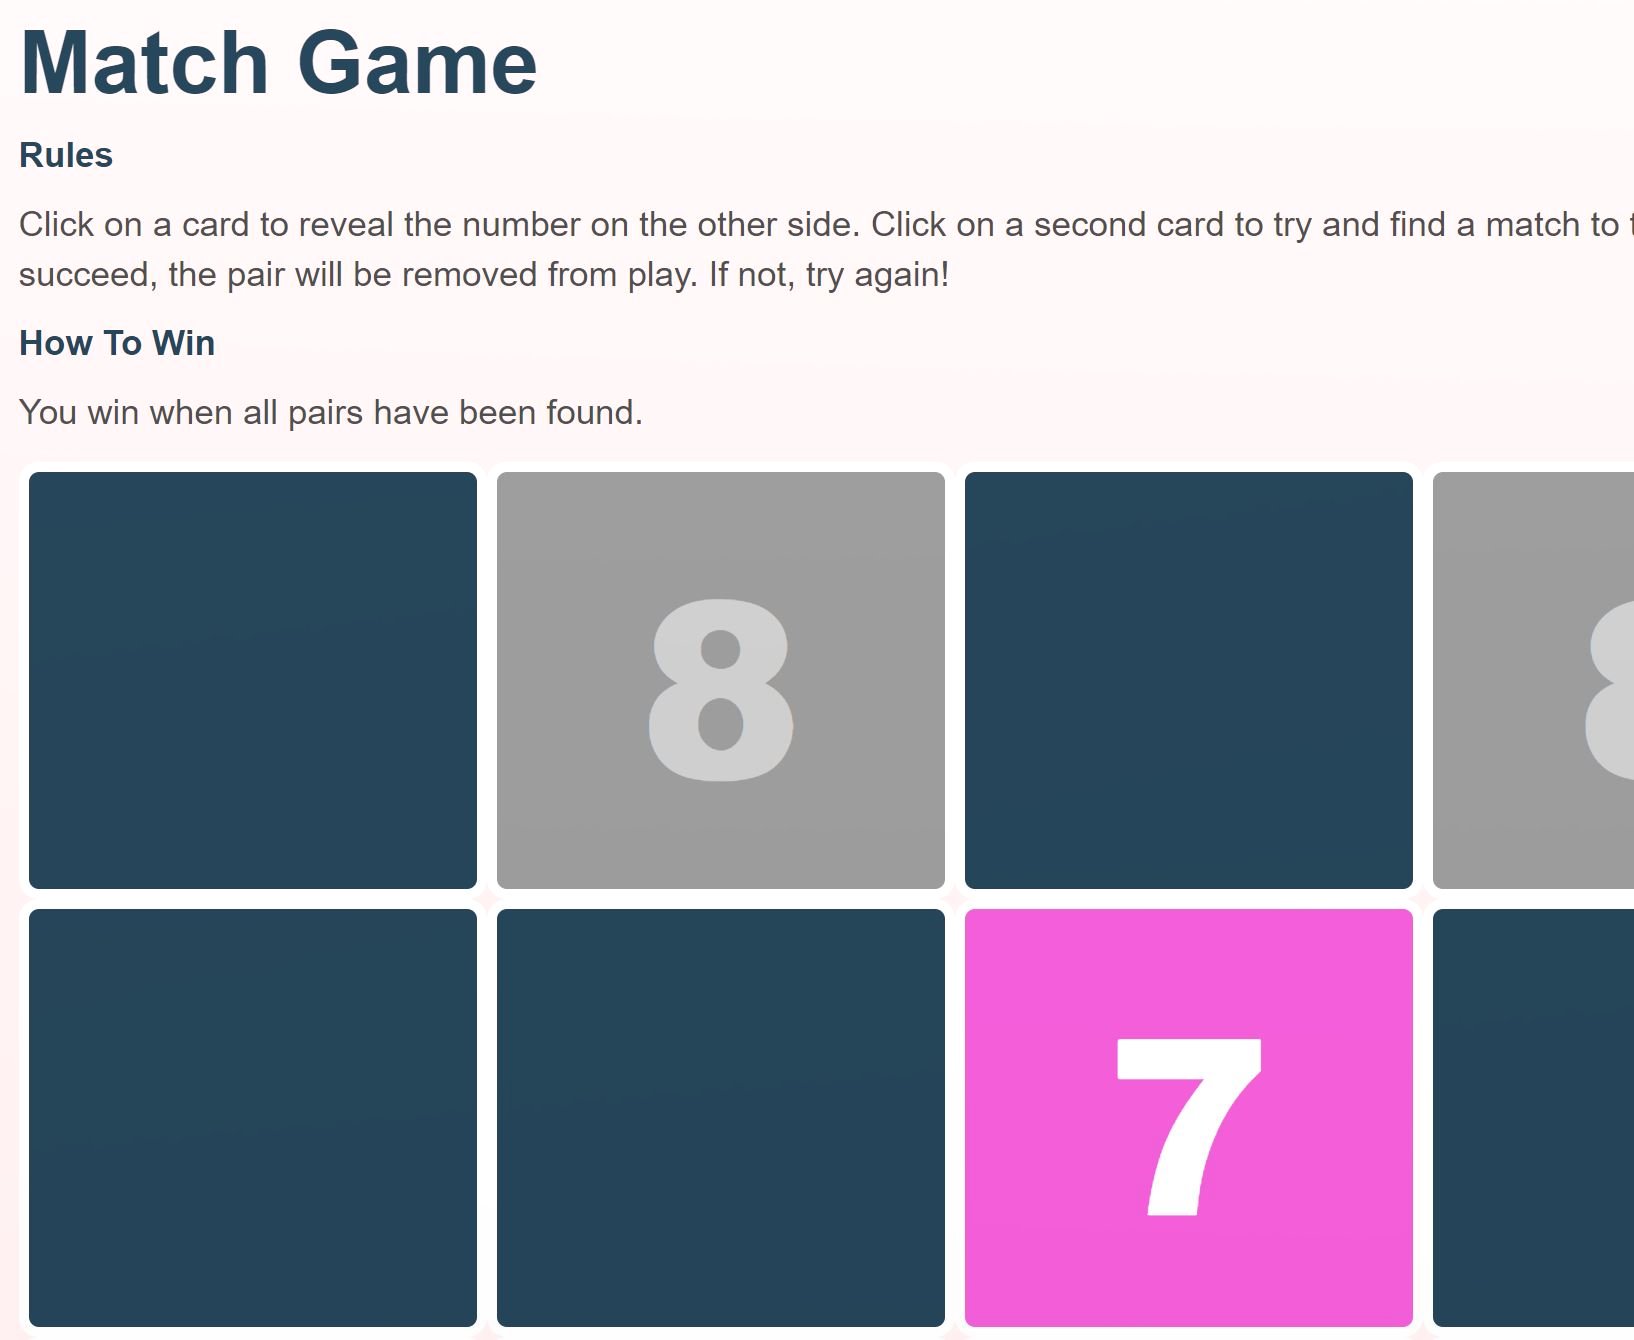 Match Game
Rules
Click on a card to reveal the number on the other side. Click on a second card to try and find a match to
succeed, the pair will be removed from play. If not, try again!
How To Win
You win when all pairs have been found.
8 8
7